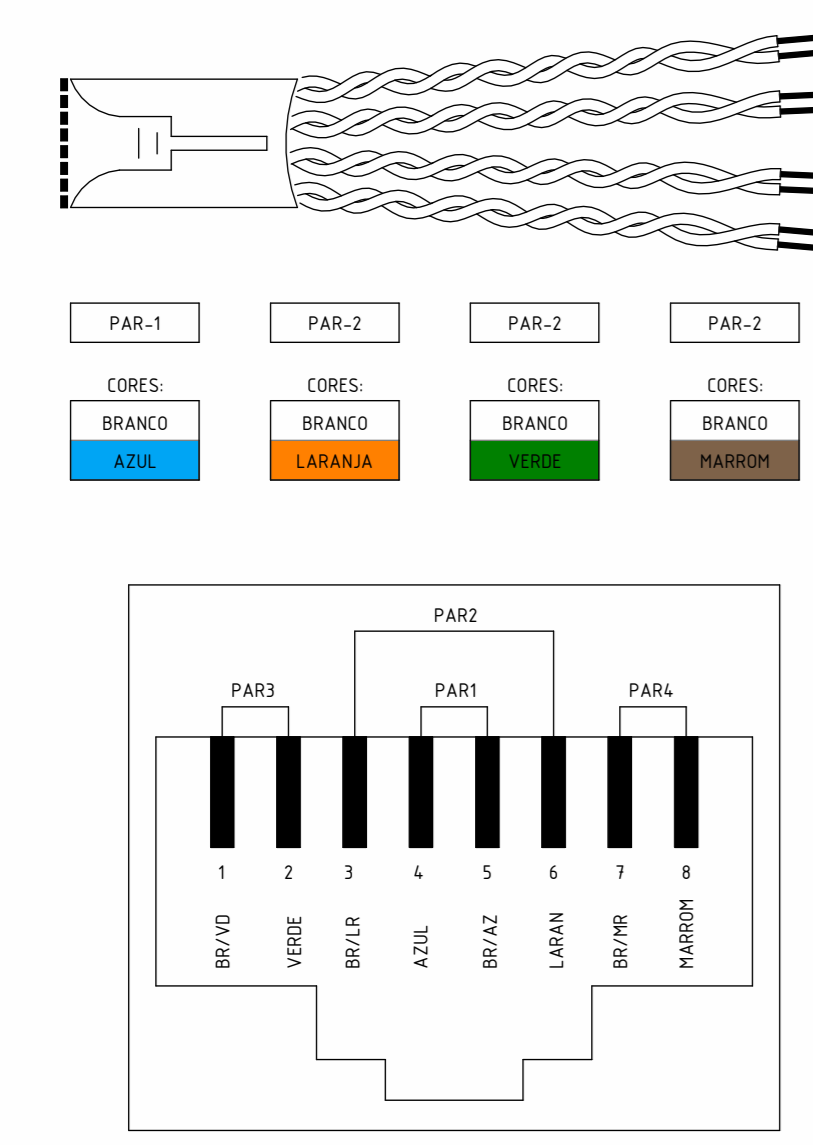 PAR-1 PAR-2 PAR-2 PAR-2
CORES: CORES: CORES: CORES:
BRANCO BRANCO BRANCO BRANCO
AZUL LARANJA VERDE MARROM
PAR2
PAR3 PAR1 PAR4
1 2 3 4 5 6 7 8
BR/VD
VERDE
BR/LR
AZUL
BR/AZ
LARAN
BR/MR
MARROM